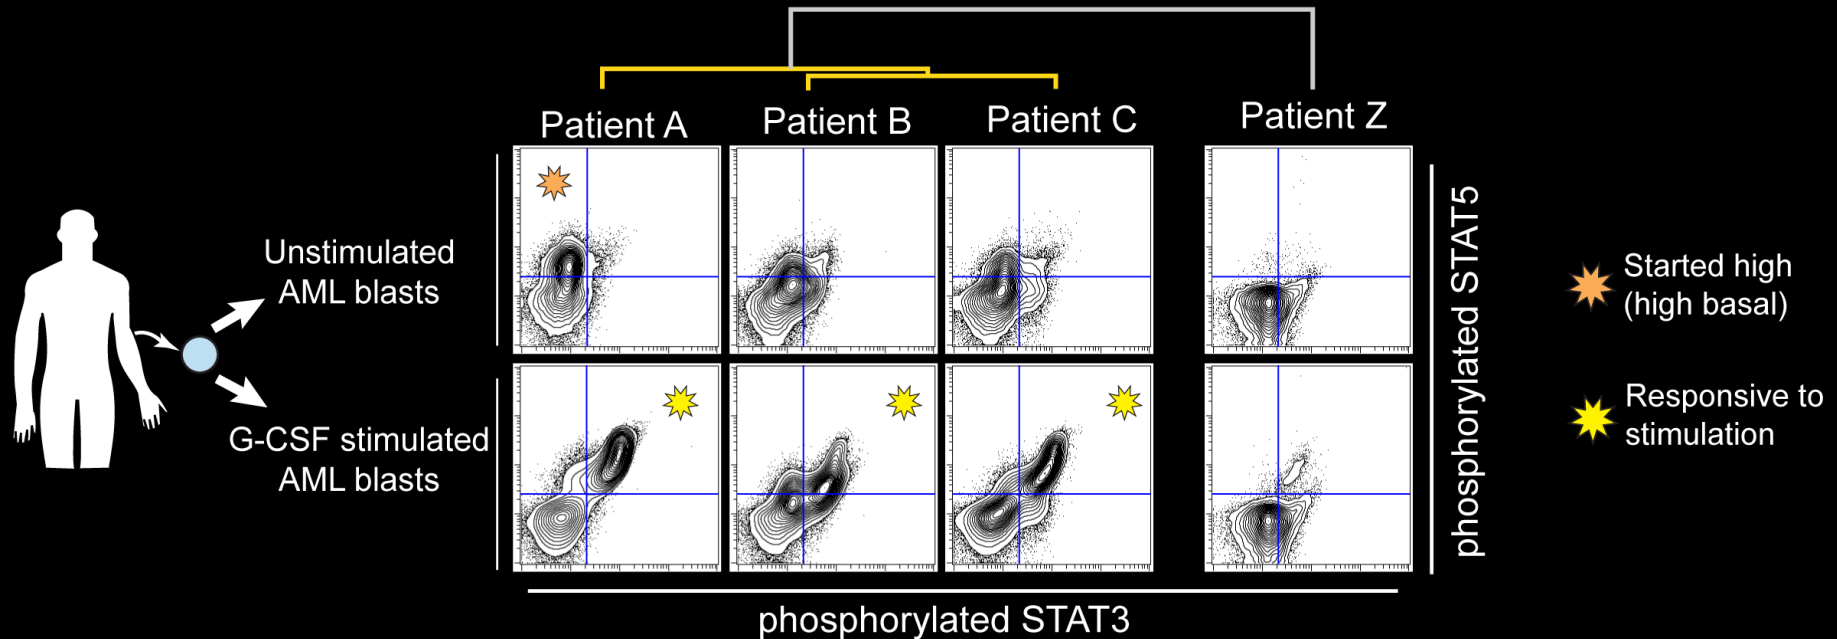 Patient A
Patient B
Patient C
Patient Z
Unstimulated
AML blasts
G-CSF stimulated
AML blasts
phosphorylated STAT3
phosphorylated STAT5
Started high
(high basal)
Responsive to
stimulation